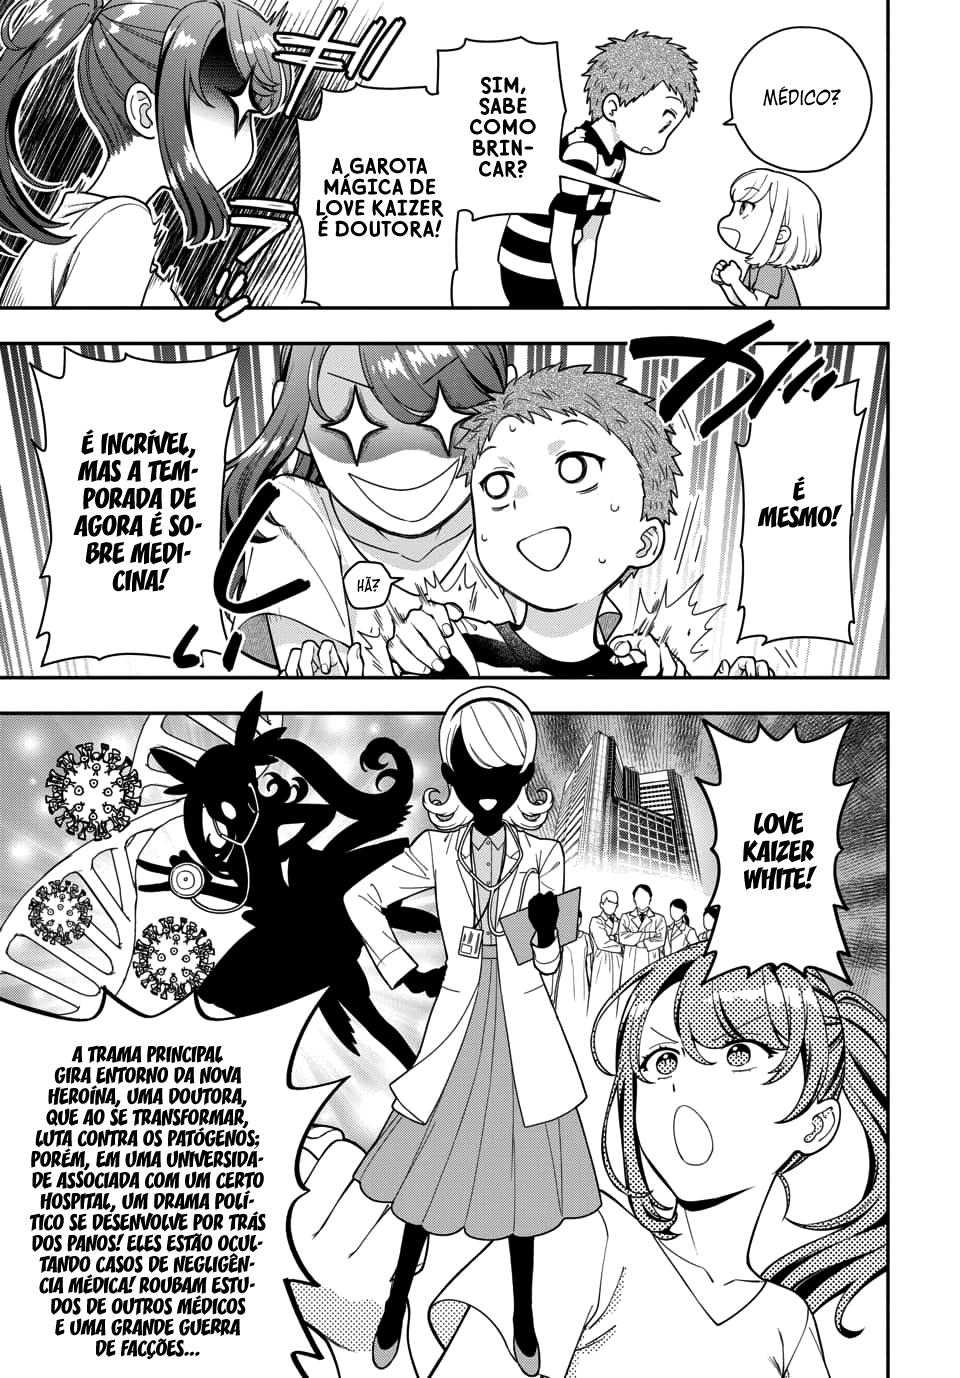 MÉDICO?
SIM,
SABE
COMO
BRIN-
CAR?
A GAROTA
MÁGICA DE
LOVE KAIZER
É DOUTORA!
É
MESMO!
HÃ?
É INCRÍVEL,
MAS A TEM-
PORADA DE
AGORA É SO-
BRE MEDI-
CINA!
LOVE
KAIZER
WHITE!
A TRAMA PRINCIPAL
GIRA ENTORNO DA NOVA
HEROÍNA, UMA DOUTORA,
QUE AO SE TRANSFORMAR,
LUTA CONTRA OS PATÓGENOS;
PORÉM, EM UMA UNIVERSIDA-
DE ASSOCIADA COM UM CERTO
HOSPITAL, UM DRAMA POLÍ-
TICO SE DESENVOLVE POR TRÁS
DOS PANOS! ELES ESTÃO OCUL-
TANDO CASOS DE NEGLIGÊN-
CIA MÉDICA! ROUBAM ESTU-
DOS DE OUTROS MÉDICOS
E UMA GRANDE GUERRA
DE FACÇÕES...